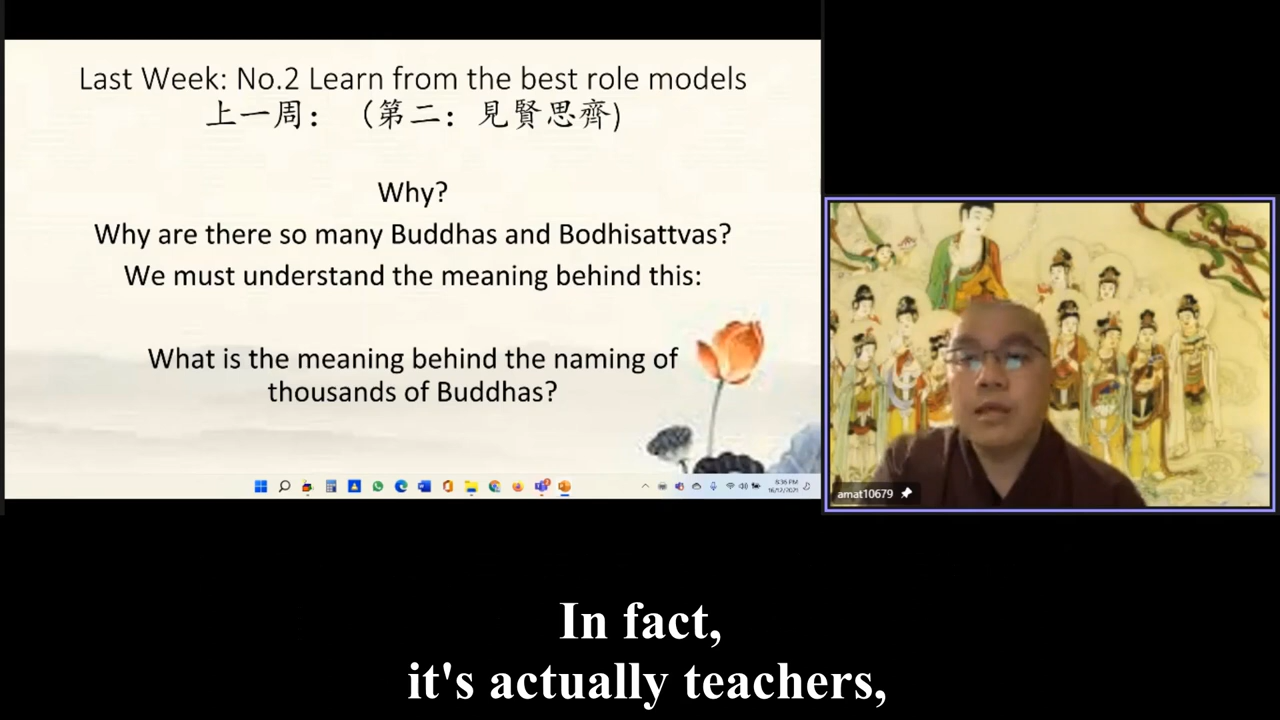 Last Week: No.2 Learn from the best role models
上一周： （第二：見賢思齊)
Why?
Why are there so many Buddhas and Bodhisattvas?
We must understand the meaning behind this:
What is the meaning behind the naming of
thousands of Buddhas?
amat10679
In fact,
it's actually teachers,